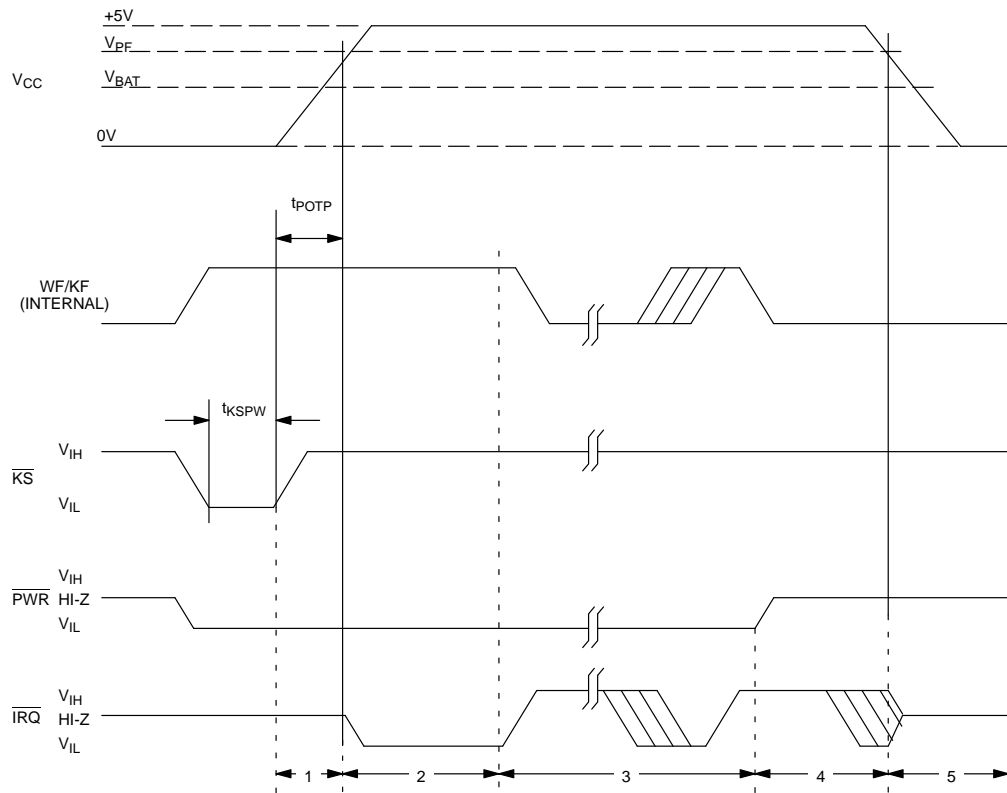 +5V
VPF
VCC
VBAT
0V
tPOTP
WF/KF
(INTERNAL)
tKSPW
VIH
KS
VIL
VIH
PWR HI-Z
VIL
VIH
IRQ HI-Z
VIL
1 2 3 4 5